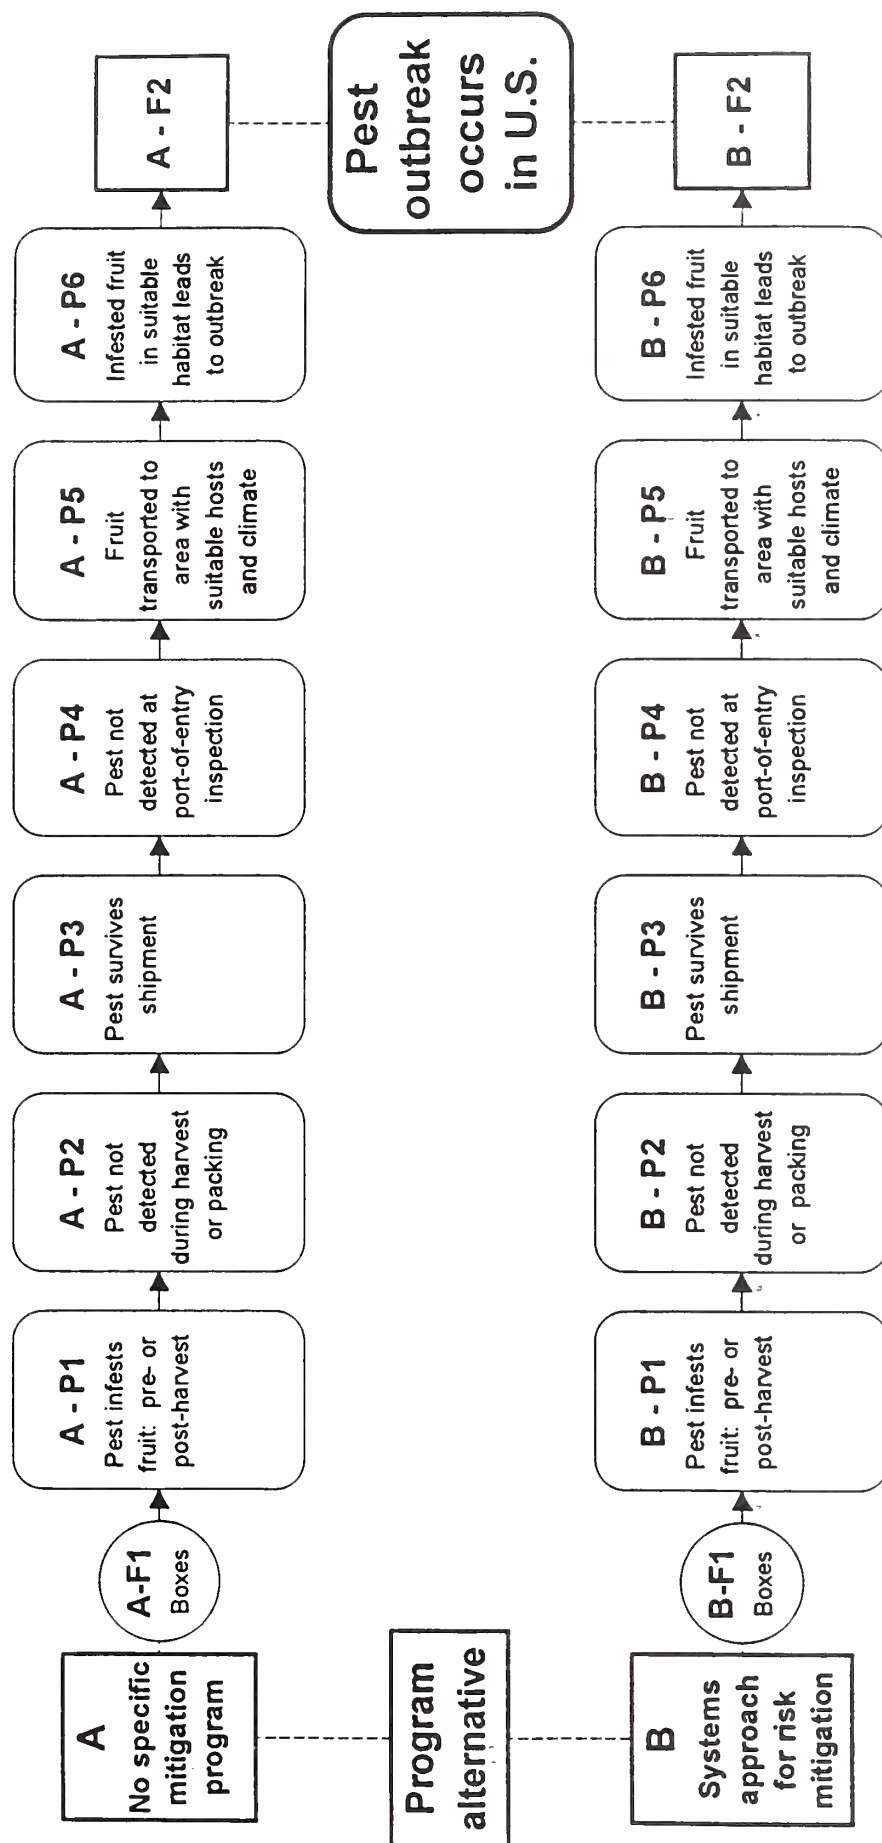 A
No specific
mitigation
program
A-F1
Boxes
A - P1
Pest infests
fruit: pre- or
post-harvest
A - P2
Pest not
detected
during harvest
or packing
A - P3
Pest survives
shipment
A - P4
Pest not
detected at
port-of-entry
inspection
A - P5
Fruit
transported to
area with
suitable hosts
and climate
A - P6
Infested fruit
in suitable
habitat leads
to outbreak
A - F2
Program
alternative
Pest
outbreak
occurs
in U.S.
B
Systems
approach
for risk
mitigation
B-F1
Boxes
B - P1
Pest infests
fruit: pre- or
post-harvest
B - P2
Pest not
detected
during harvest
or packing
B - P3
Pest survives
shipment
B - P4
Pest not
detected at
port-of-entry
inspection
B - P5
Fruit
transported to
area with
suitable hosts
and climate
B - P6
Infested fruit
in suitable
habitat leads
to outbreak
B - F2